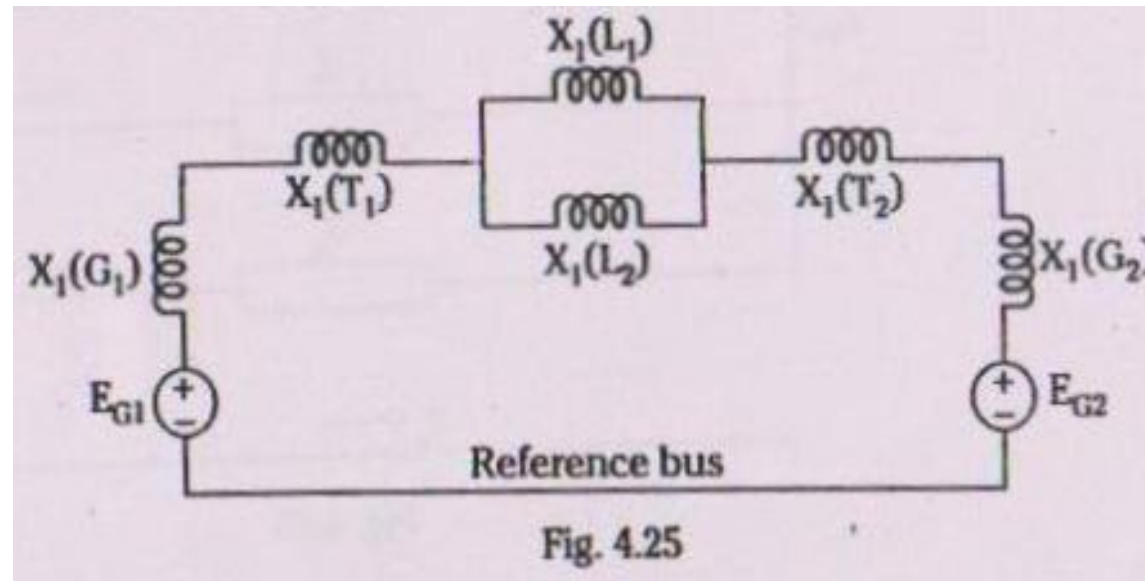 X₁(L₁)
X₁(T₁)
X₁(T₂)
X₁(L₂)
X₁(G₁)
X₁(G₂)
E_G1
+
−
+
−
E_G2
Reference bus
Fig. 4.25